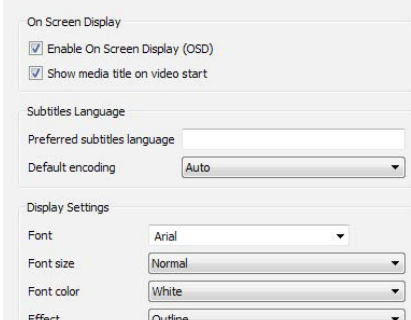 On Screen Display
Enable On Screen Display (OSD)
Show media title on video start
Subtitles Language
Preferred subtitles language
Default encoding Auto
Display Settings
Font Arial
Font size Normal
Font color White
Effect Outline